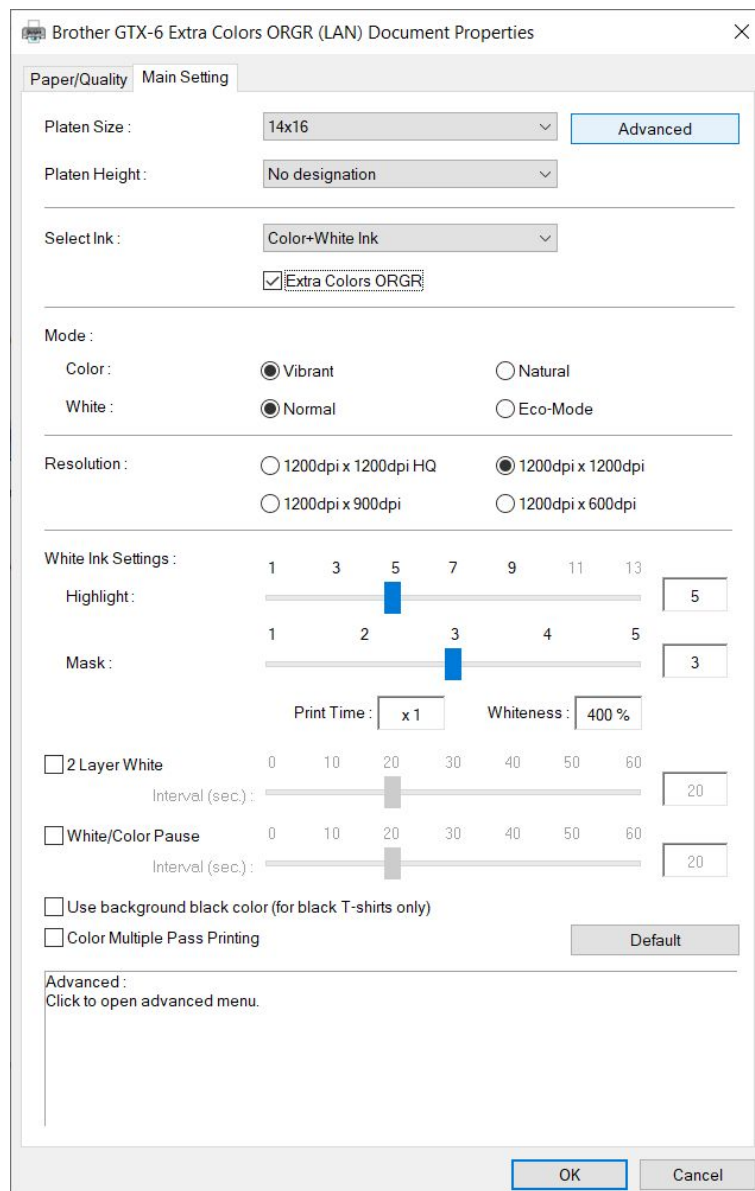 Brother GTX-6 Extra Colors ORGR (LAN) Document Properties
Paper/Quality Main Setting
Platen Size : 14x16 Advanced
Platen Height : No designation
Select Ink : Color+White Ink
Extra Colors ORGR
Mode :
Color : Vibrant Natural
White : Normal Eco-Mode
Resolution : 1200dpi x 1200dpi HQ 1200dpi x 1200dpi
1200dpi x 900dpi 1200dpi x 600dpi
White Ink Settings :
1 3 5 7 9 11 13
Highlight : 5
1 2 3 4 5
Mask : 3
Print Time : x 1 Whiteness : 400 %
2 Layer White 0 10 20 30 40 50 60
Interval (sec.) : 20
White/Color Pause 0 10 20 30 40 50 60
Interval (sec.) : 20
Use background black color (for black T-shirts only)
Color Multiple Pass Printing Default
Advanced :
Click to open advanced menu.
OK Cancel